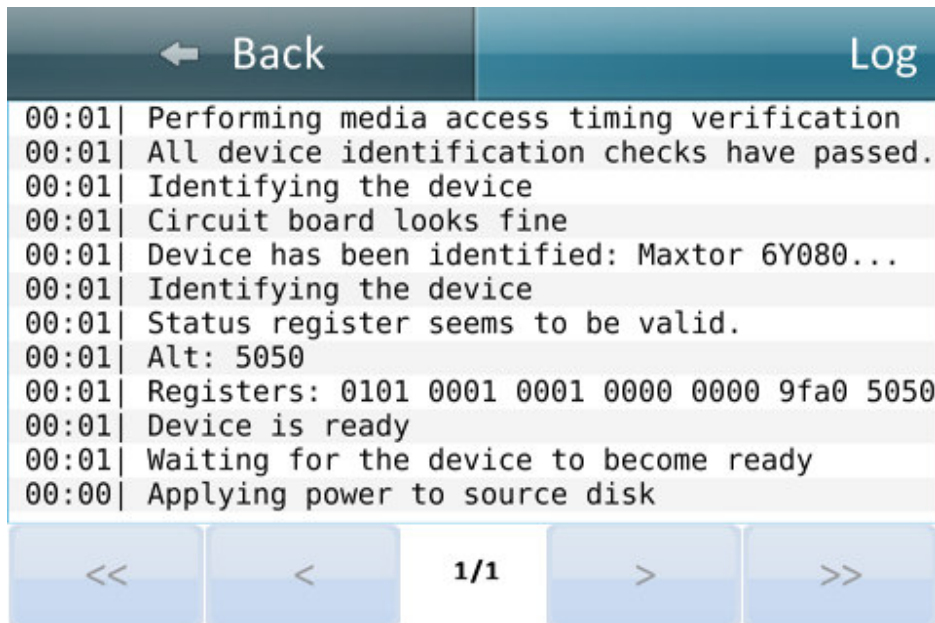 Back
Log
00:01| Performing media access timing verification
00:01| All device identification checks have passed.
00:01| Identifying the device
00:01| Circuit board looks fine
00:01| Device has been identified: Maxtor 6Y080...
00:01| Identifying the device
00:01| Status register seems to be valid.
00:01| Alt: 5050
00:01| Registers: 0101 0001 0001 0000 0000 9fa0 5050
00:01| Device is ready
00:01| Waiting for the device to become ready
00:00| Applying power to source disk
<< < 1/1 > >>